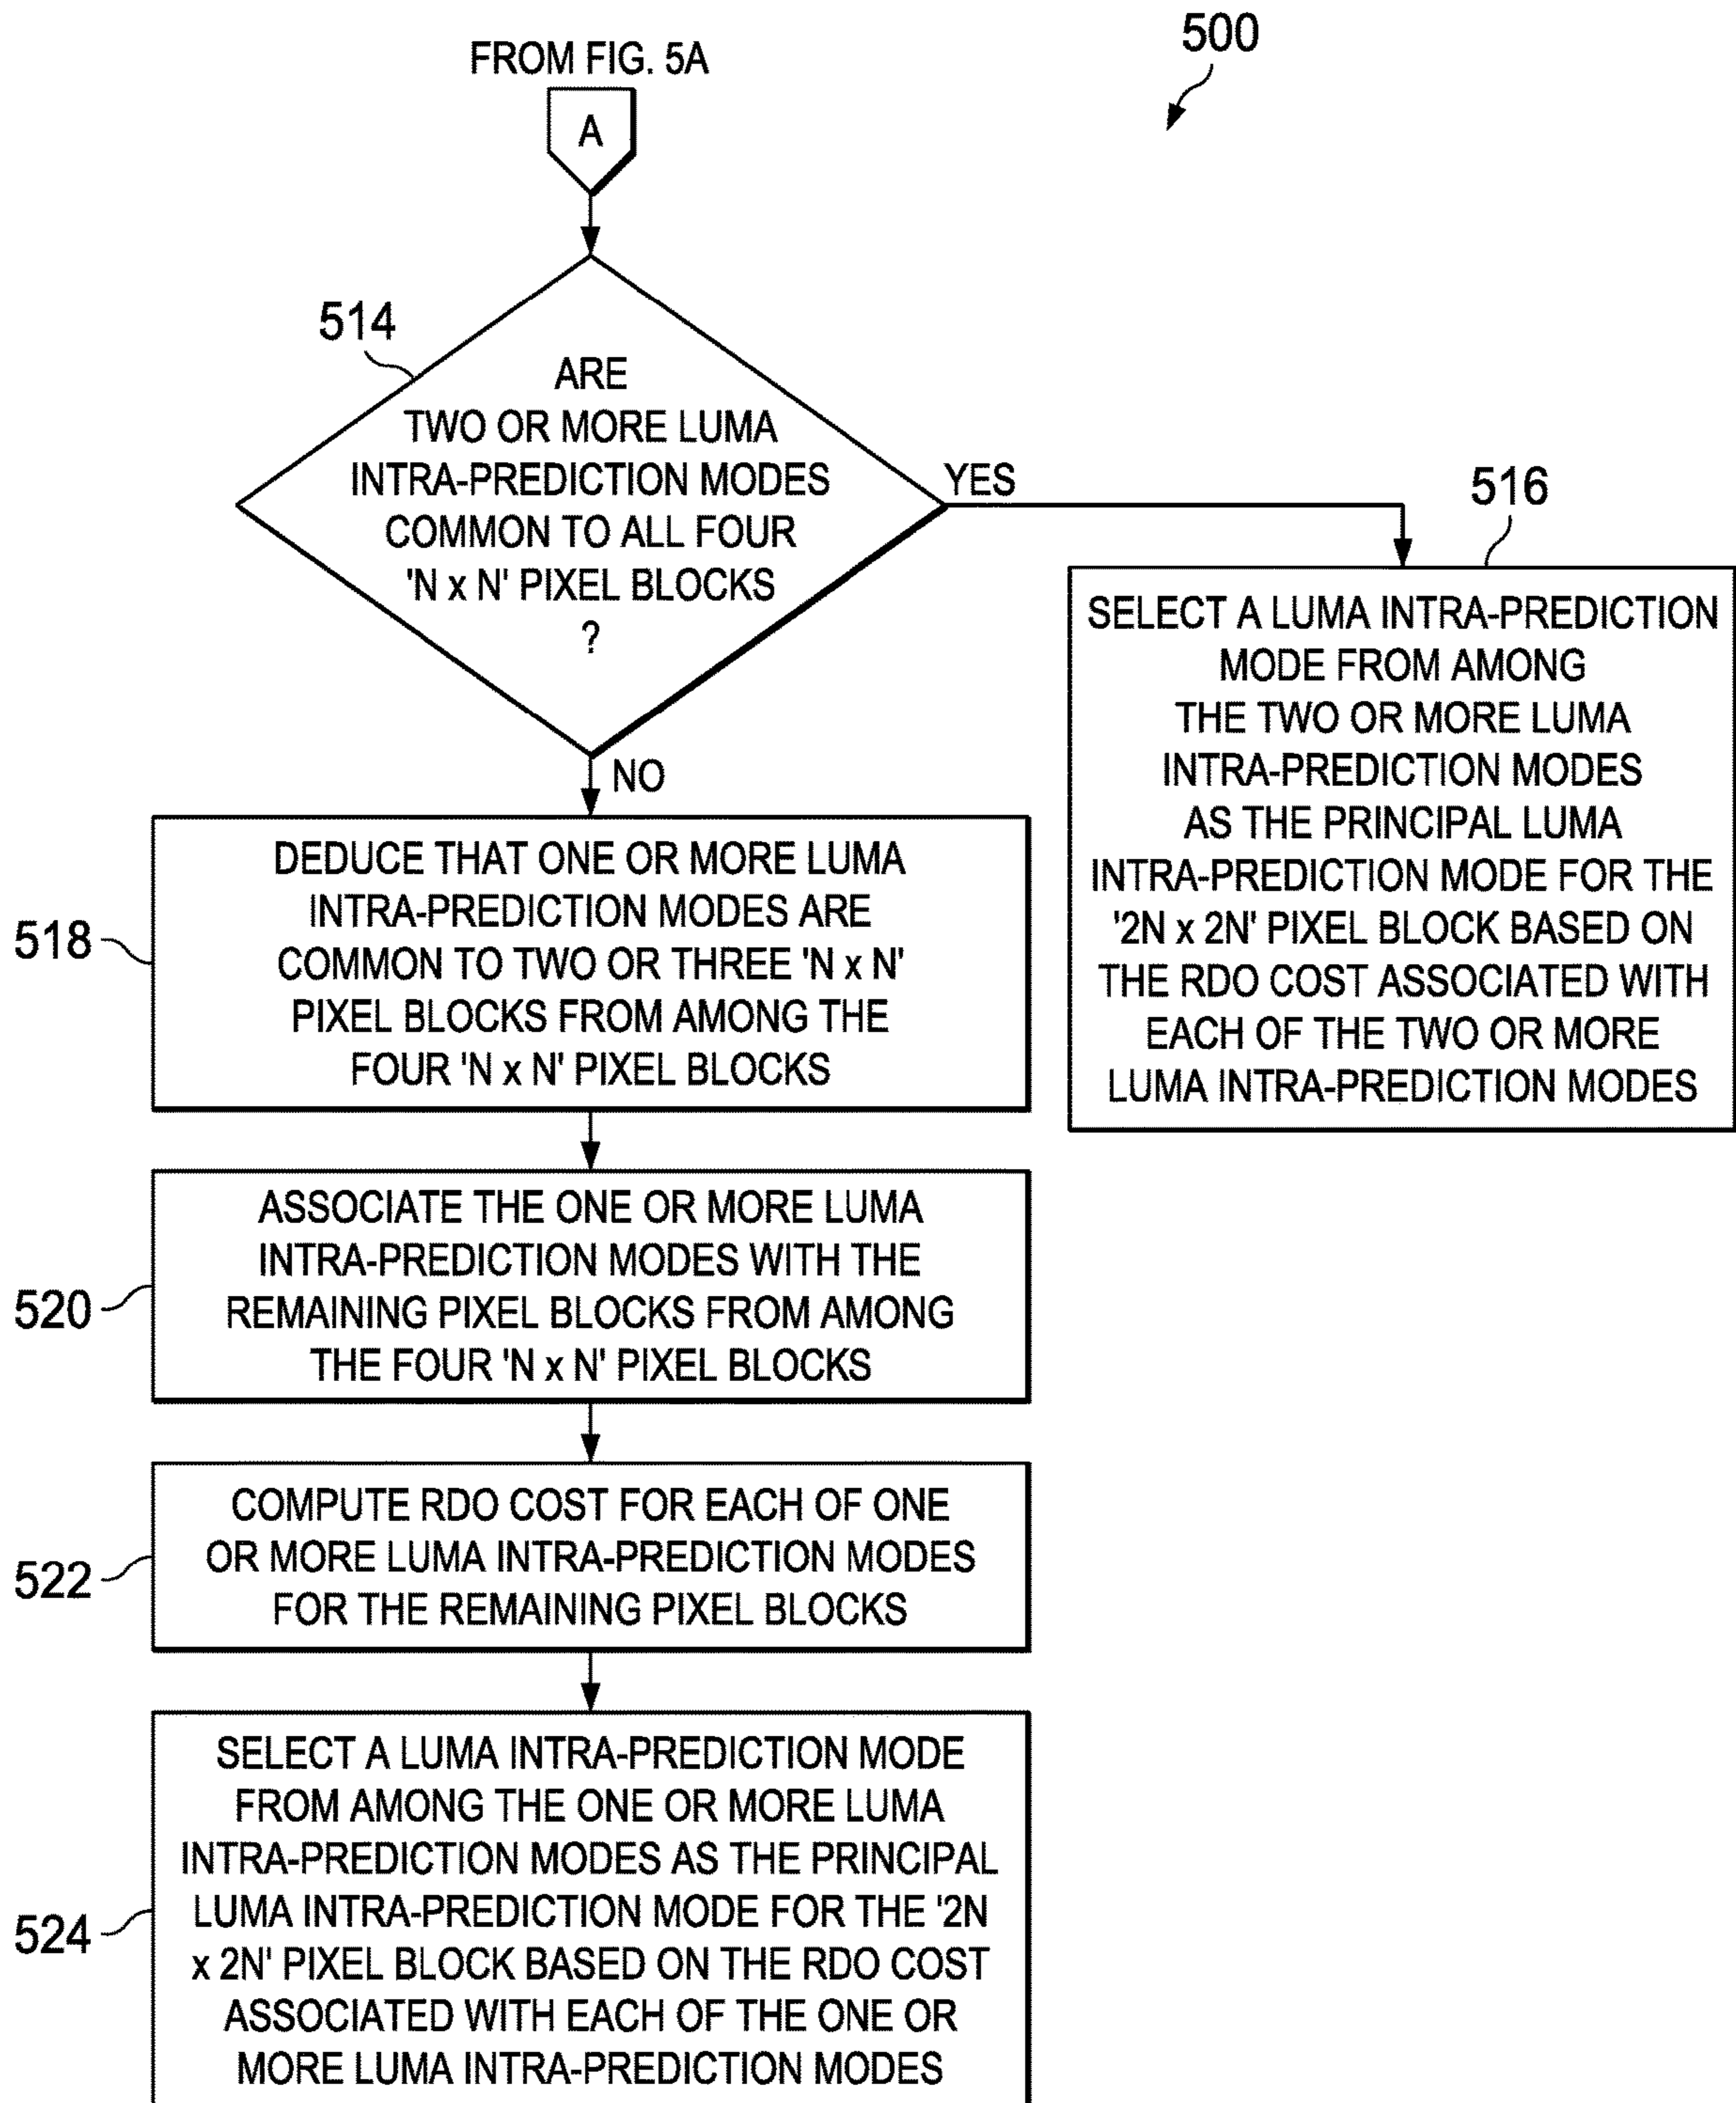 500
FROM FIG. 5A
A
514
ARE
TWO OR MORE LUMA
INTRA-PREDICTION MODES
COMMON TO ALL FOUR
'N x N' PIXEL BLOCKS
?
YES
516
SELECT A LUMA INTRA-PREDICTION
MODE FROM AMONG
THE TWO OR MORE LUMA
INTRA-PREDICTION MODES
AS THE PRINCIPAL LUMA
INTRA-PREDICTION MODE FOR THE
'2N x 2N' PIXEL BLOCK BASED ON
THE RDO COST ASSOCIATED WITH
EACH OF THE TWO OR MORE
LUMA INTRA-PREDICTION MODES
NO
518
DEDUCE THAT ONE OR MORE LUMA
INTRA-PREDICTION MODES ARE
COMMON TO TWO OR THREE 'N x N'
PIXEL BLOCKS FROM AMONG THE
FOUR 'N x N' PIXEL BLOCKS
520
ASSOCIATE THE ONE OR MORE LUMA
INTRA-PREDICTION MODES WITH THE
REMAINING PIXEL BLOCKS FROM AMONG
THE FOUR 'N x N' PIXEL BLOCKS
522
COMPUTE RDO COST FOR EACH OF ONE
OR MORE LUMA INTRA-PREDICTION MODES
FOR THE REMAINING PIXEL BLOCKS
524
SELECT A LUMA INTRA-PREDICTION MODE
FROM AMONG THE ONE OR MORE LUMA
INTRA-PREDICTION MODES AS THE PRINCIPAL
LUMA INTRA-PREDICTION MODE FOR THE '2N
x 2N' PIXEL BLOCK BASED ON THE RDO COST
ASSOCIATED WITH EACH OF THE ONE OR
MORE LUMA INTRA-PREDICTION MODES